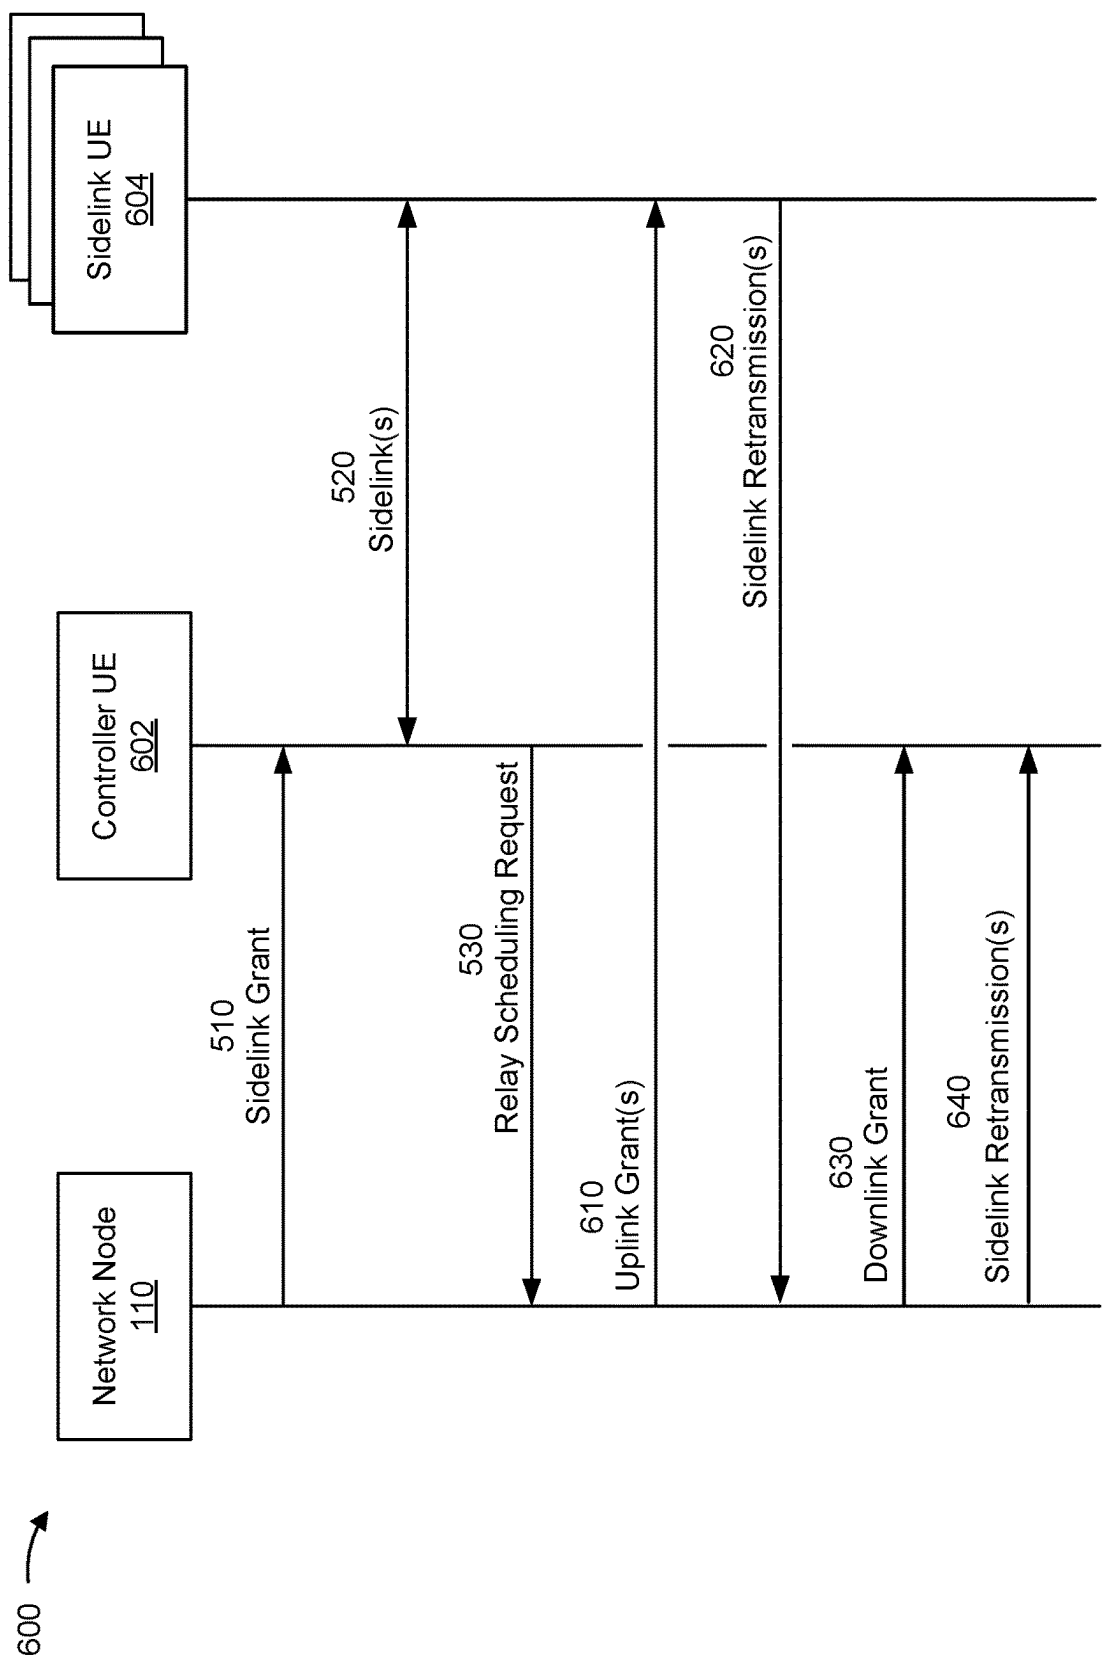 600
Network Node
110
Controller UE
602
Sidelink UE
604
510
Sidelink Grant
520
Sidelink(s)
530
Relay Scheduling Request
610
Uplink Grant(s)
620
Sidelink Retransmission(s)
630
Downlink Grant
640
Sidelink Retransmission(s)